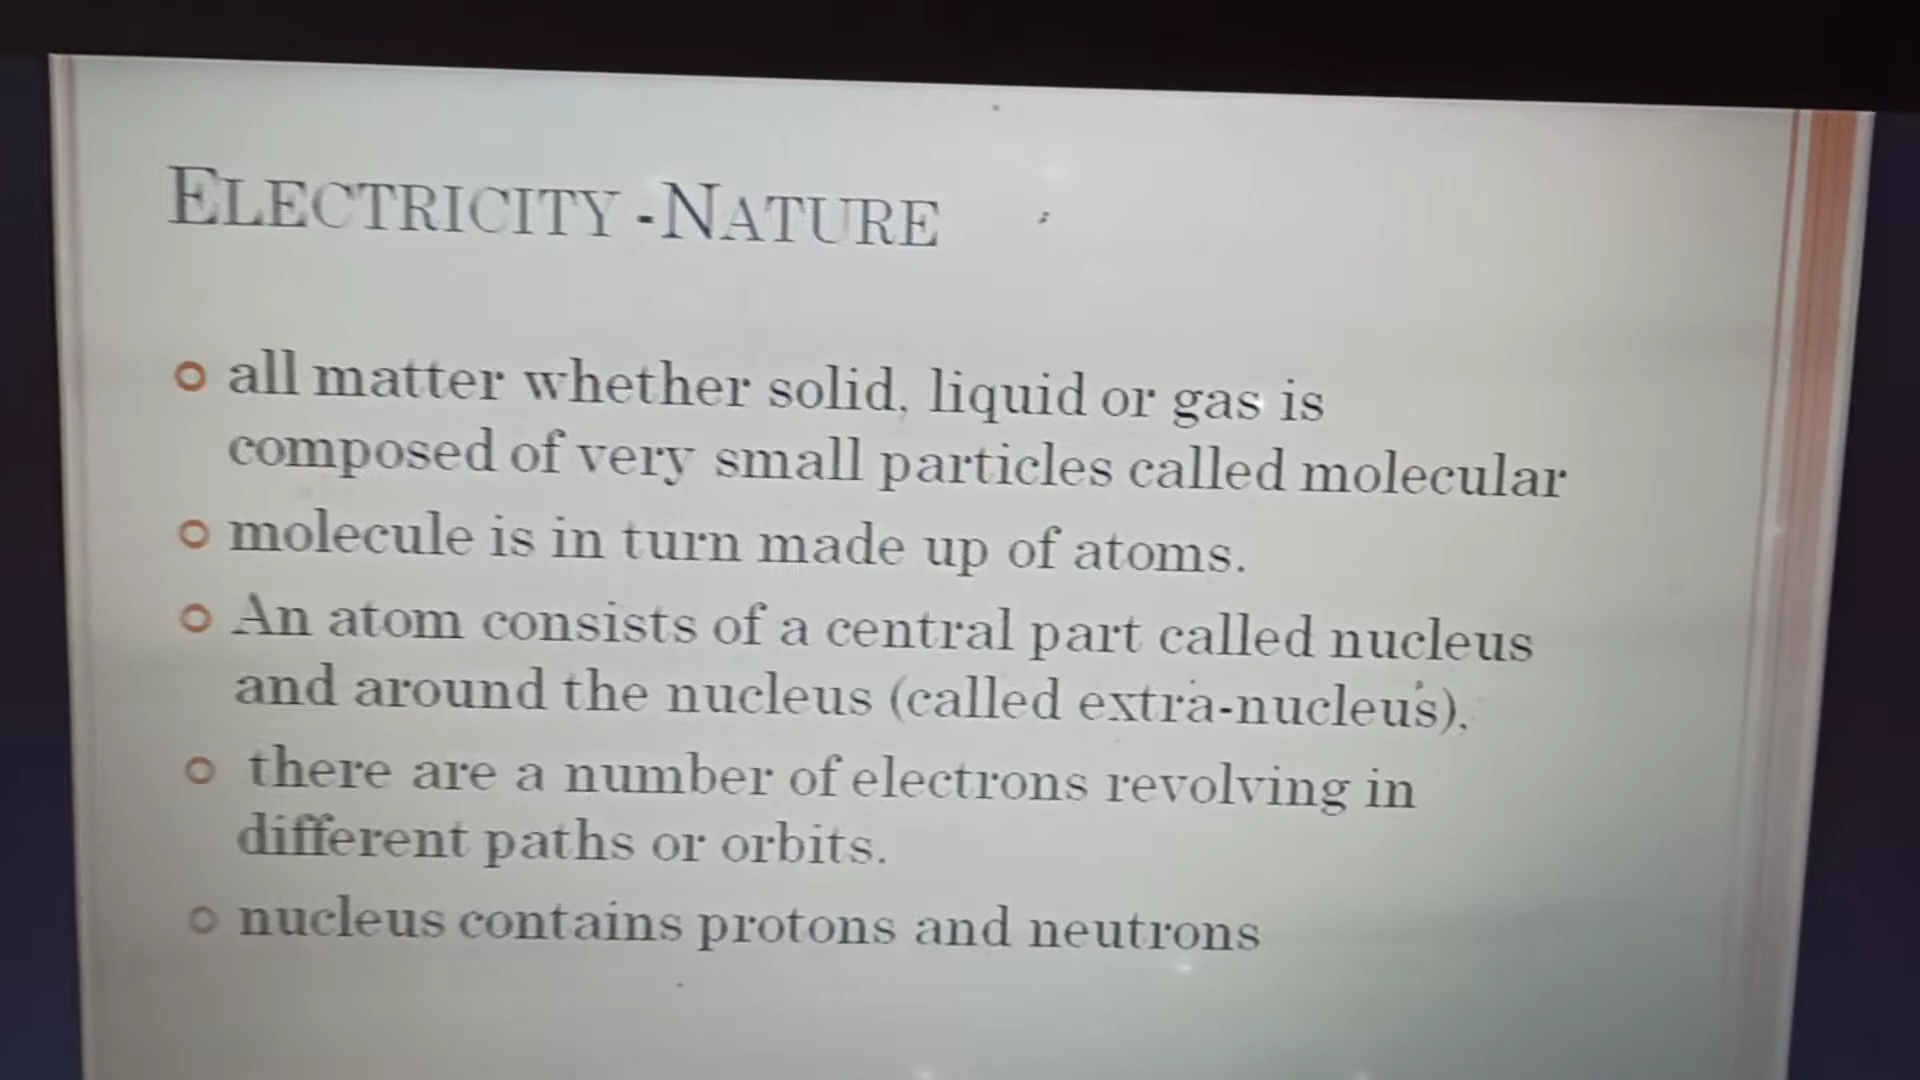 ELECTRICITY -NATURE
all matter whether solid, liquid or gas is
composed of very small particles called molecular
molecule is in turn made up of atoms.
An atom consists of a central part called nucleus
and around the nucleus (called extra-nucleus),
there are a number of electrons revolving in
different paths or orbits.
nucleus contains protons and neutrons